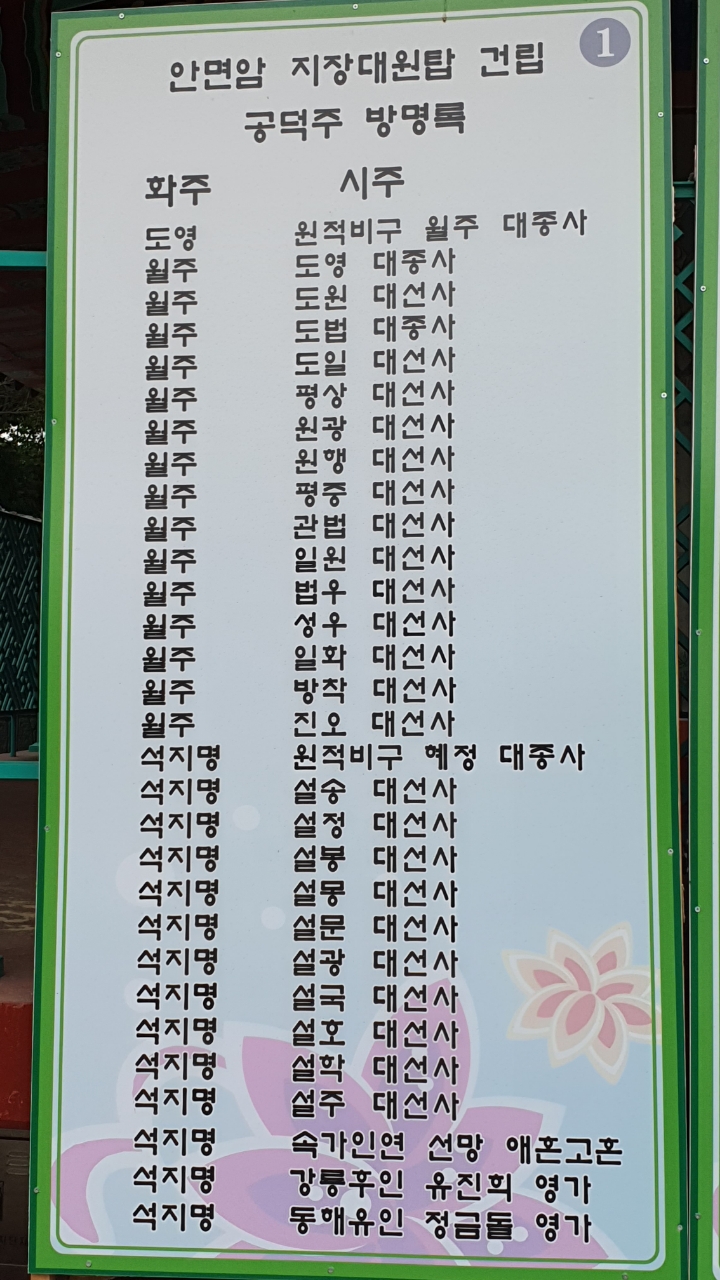 1
안면암 지장대원탑 건립
공덕주 방명록
화주 시주
도영 원적비구 월주 대종사
월주 도영 대종사
월주 도원 대선사
월주 도법 대종사
월주 도일 대선사
월주 평상 대선사
월주 원광 대선사
월주 원행 대선사
월주 평중 대선사
월주 관법 대선사
월주 일원 대선사
월주 법우 대선사
월주 성우 대선사
월주 일화 대선사
월주 방착 대선사
월주 진오 대선사
석지명 원적비구 혜정 대종사
석지명 설송 대선사
석지명 설정 대선사
석지명 설봉 대선사
석지명 설몽 대선사
석지명 설문 대선사
석지명 설광 대선사
석지명 설국 대선사
석지명 설호 대선사
석지명 설학 대선사
석지명 설주 대선사
석지명 속가인연 선망 애혼고혼
석지명 강릉후인 유진희 영가
석지명 동해유인 정금돌 영가